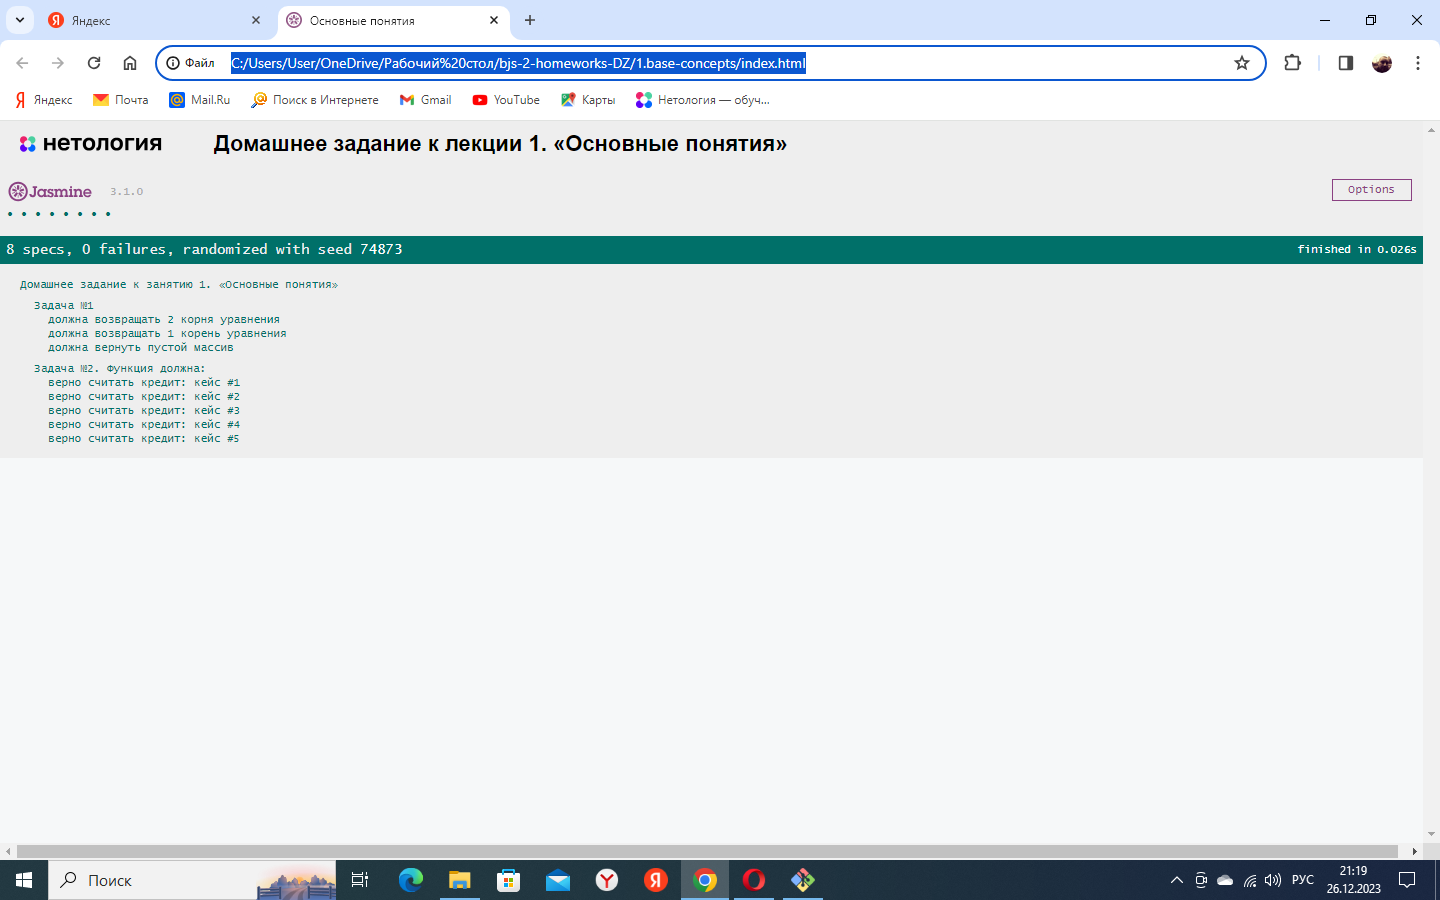 Яндекс
Основные понятия
Файл
C:/Users/User/OneDrive/Рабочий%20стол/bjs-2-homeworks-DZ/1.base-concepts/index.html
Яндекс
Почта
Mail.Ru
Поиск в Интернете
Gmail
YouTube
Карты
Нетология — обуч...
нетология
Домашнее задание к лекции 1. «Основные понятия»
Jasmine 3.1.0
Options
8 specs, 0 failures, randomized with seed 74873
finished in 0.026s
Домашнее задание к занятию 1. «Основные понятия»
Задача №1
должна возвращать 2 корня уравнения
должна возвращать 1 корень уравнения
должна вернуть пустой массив
Задача №2. Функция должна:
верно считать кредит: кейс #1
верно считать кредит: кейс #2
верно считать кредит: кейс #3
верно считать кредит: кейс #4
верно считать кредит: кейс #5
Поиск
РУС
21:19
26.12.2023